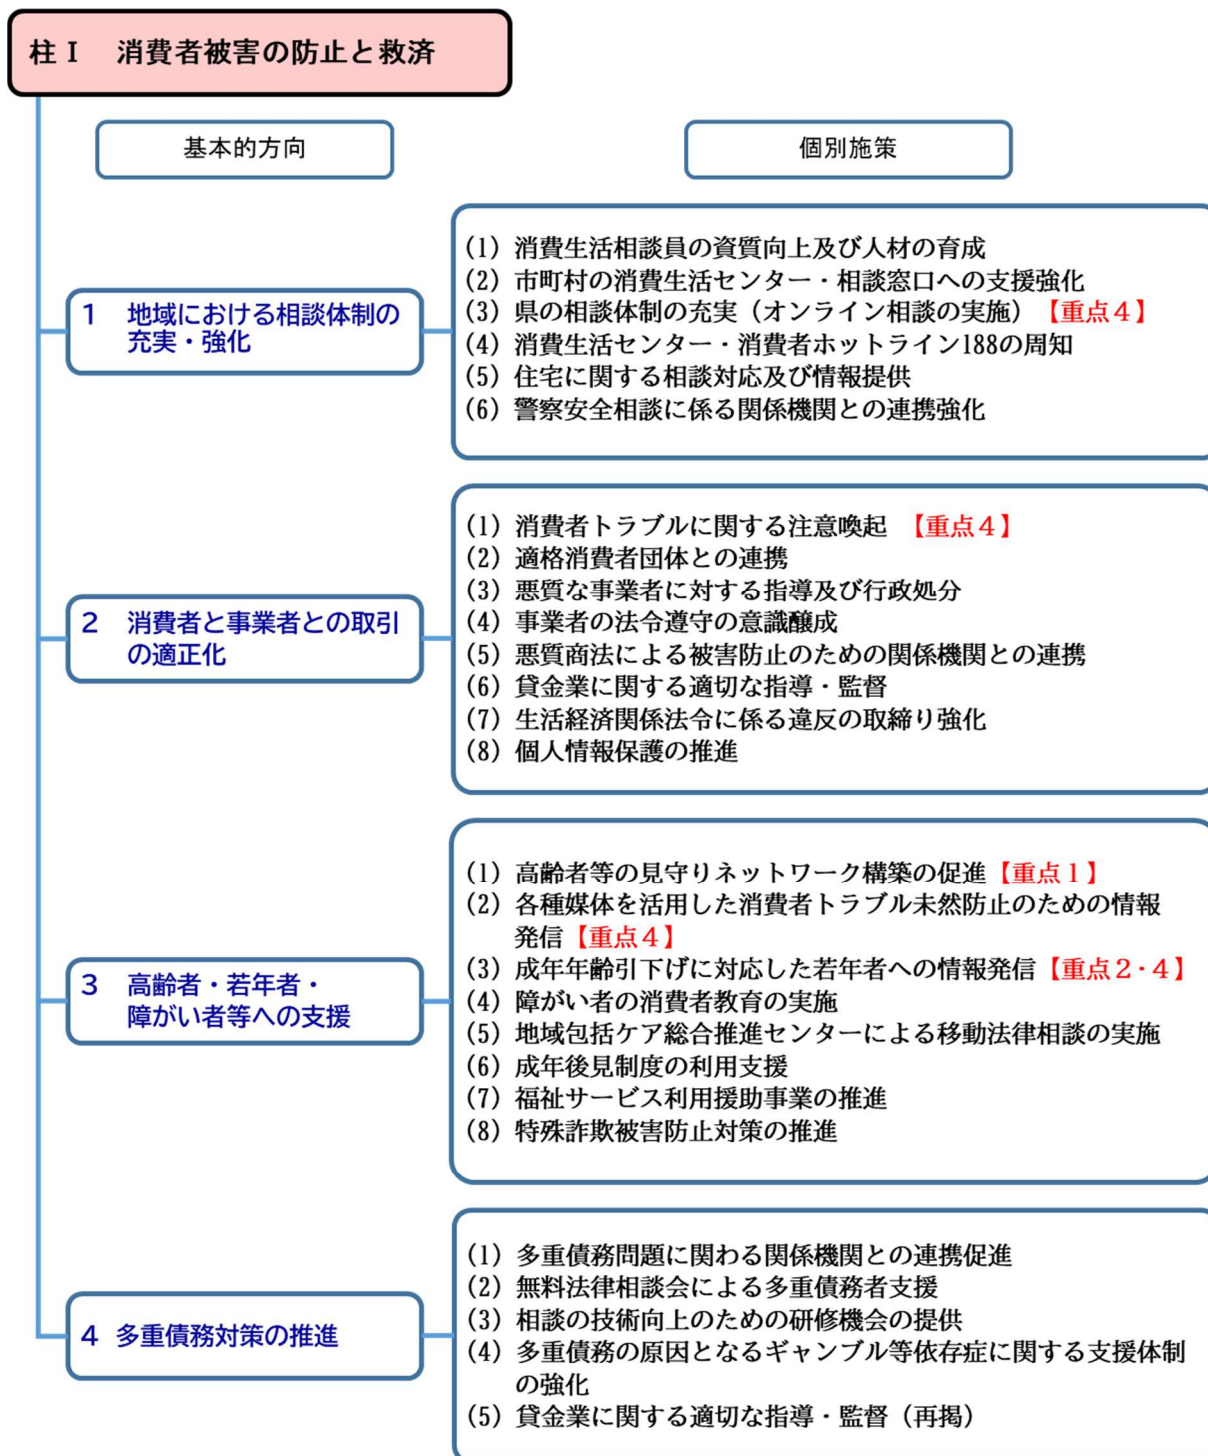 柱Ⅰ 消費者被害の防止と救済
基本的方向
個別施策
1 地域における相談体制の
充実・強化
(1) 消費生活相談員の資質向上及び人材の育成
(2) 市町村の消費生活センター・相談窓口への支援強化
(3) 県の相談体制の充実（オンライン相談の実施）【重点４】
(4) 消費生活センター・消費者ホットライン188の周知
(5) 住宅に関する相談対応及び情報提供
(6) 警察安全相談に係る関係機関との連携強化
2 消費者と事業者との取引
の適正化
(1) 消費者トラブルに関する注意喚起 【重点４】
(2) 適格消費者団体との連携
(3) 悪質な事業者に対する指導及び行政処分
(4) 事業者の法令遵守の意識醸成
(5) 悪質商法による被害防止のための関係機関との連携
(6) 貸金業に関する適切な指導・監督
(7) 生活経済関係法令に係る違反の取締り強化
(8) 個人情報保護の推進
3 高齢者・若年者・
障がい者等への支援
(1) 高齢者等の見守りネットワーク構築の促進【重点１】
(2) 各種媒体を活用した消費者トラブル未然防止のための情報
発信【重点４】
(3) 成年年齢引下げに対応した若年者への情報発信【重点２・４】
(4) 障がい者の消費者教育の実施
(5) 地域包括ケア総合推進センターによる移動法律相談の実施
(6) 成年後見制度の利用支援
(7) 福祉サービス利用援助事業の推進
(8) 特殊詐欺被害防止対策の推進
4 多重債務対策の推進
(1) 多重債務問題に関わる関係機関との連携促進
(2) 無料法律相談会による多重債務者支援
(3) 相談の技術向上のための研修機会の提供
(4) 多重債務の原因となるギャンブル等依存症に関する支援体制
の強化
(5) 貸金業に関する適切な指導・監督（再掲）